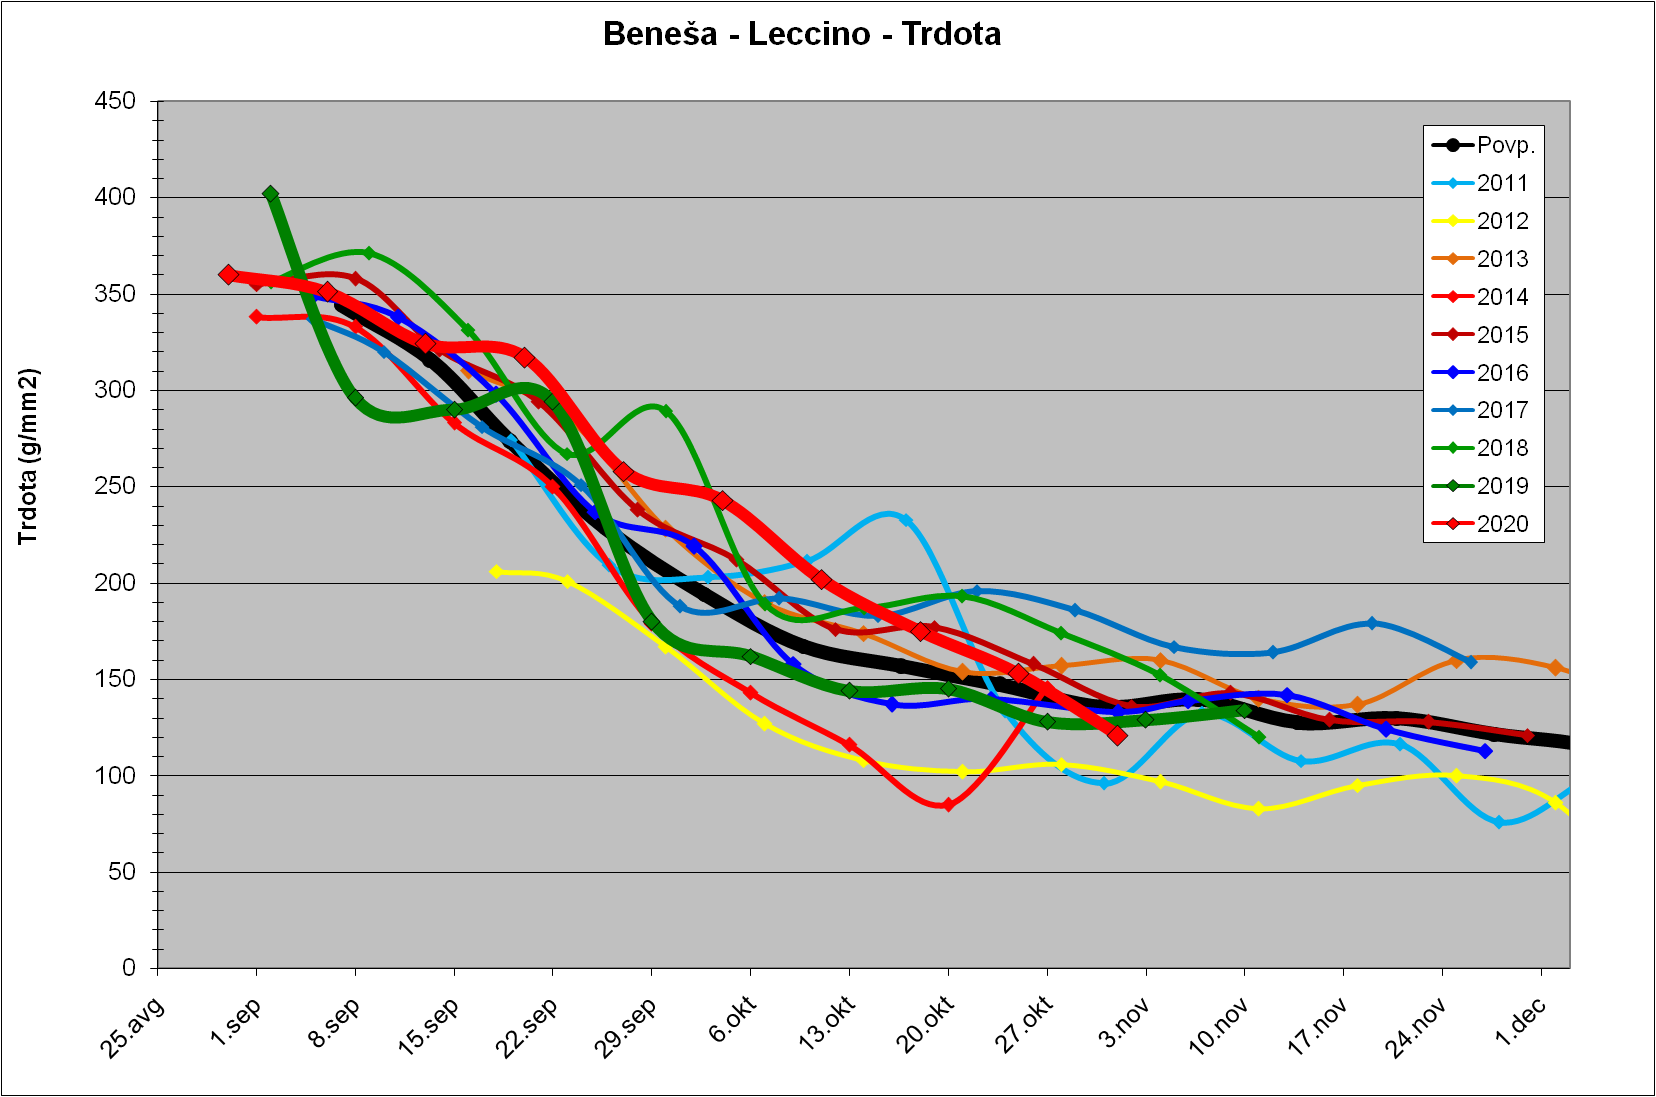 Beneša - Leccino - Trdota
Trdota (g/mm2)
450
400
350
300
250
200
150
100
50
0
25.avg
1.sep
8.sep
15.sep
22.sep
29.sep
6.okt
13.okt
20.okt
27.okt
3.nov
10.nov
17.nov
24.nov
1.dec
Povp.
2011
2012
2013
2014
2015
2016
2017
2018
2019
2020